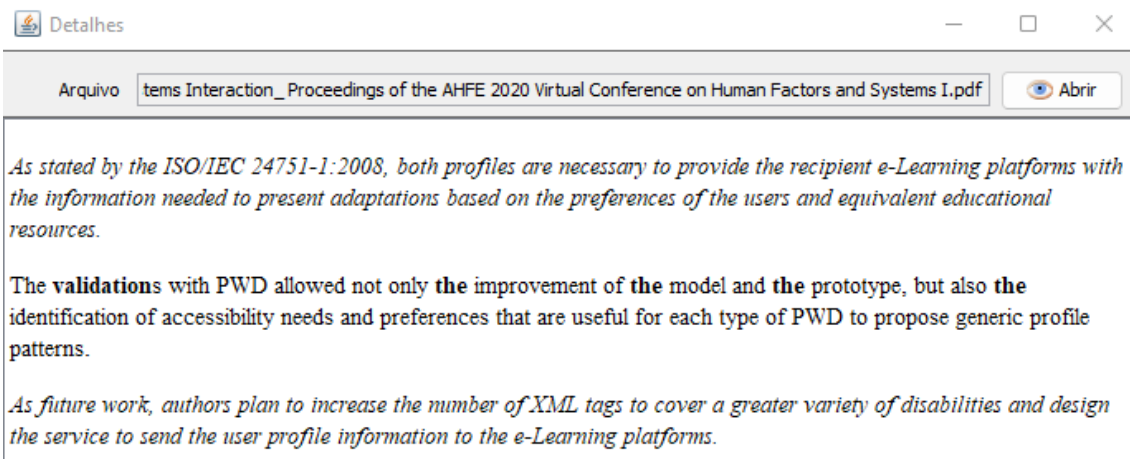 Detalhes
Arquivo tems Interaction_ Proceedings of the AHFE 2020 Virtual Conference on Human Factors and Systems I.pdf Abrir
As stated by the ISO/IEC 24751-1:2008, both profiles are necessary to provide the recipient e-Learning platforms with
the information needed to present adaptations based on the preferences of the users and equivalent educational
resources.
The validations with PWD allowed not only the improvement of the model and the prototype, but also the
identification of accessibility needs and preferences that are useful for each type of PWD to propose generic profile
patterns.
As future work, authors plan to increase the number of XML tags to cover a greater variety of disabilities and design
the service to send the user profile information to the e-Learning platforms.